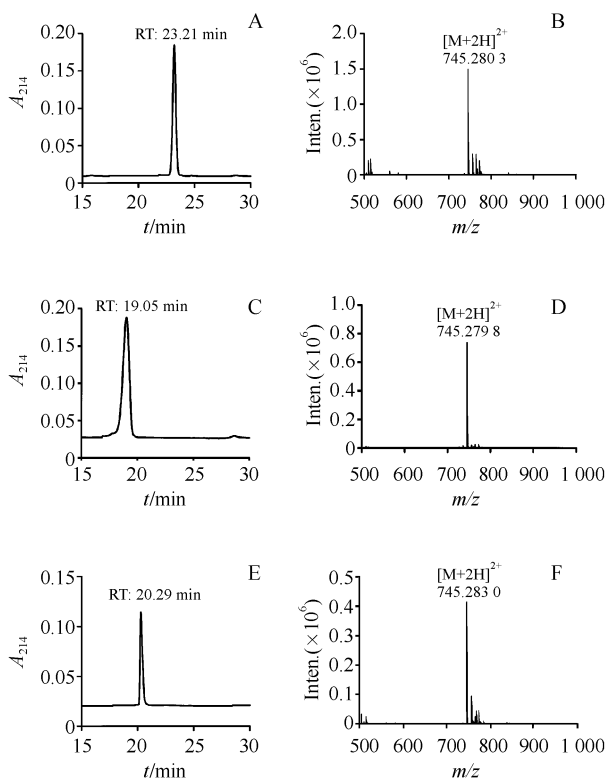 A
RT: 23.21 min
A214
0.20
0.15
0.10
0.05
0
15 20 25 30
t/min
B
[M+2H]2+
745.280 3
Inten.(×10^6)
2.0
1.5
1.0
0.5
0
500 600 700 800 900 1 000
m/z
C
RT: 19.05 min
A214
0.20
0.15
0.10
0.05
0
15 20 25 30
t/min
D
[M+2H]2+
745.279 8
Inten.(×10^6)
1.0
0.8
0.6
0.4
0.2
0
500 600 700 800 900 1 000
m/z
E
RT: 20.29 min
A214
0.15
0.10
0.05
0
15 20 25 30
t/min
F
[M+2H]2+
745.283 0
Inten.(×10^6)
0.5
0.4
0.3
0.2
0.1
0
500 600 700 800 900 1 000
m/z